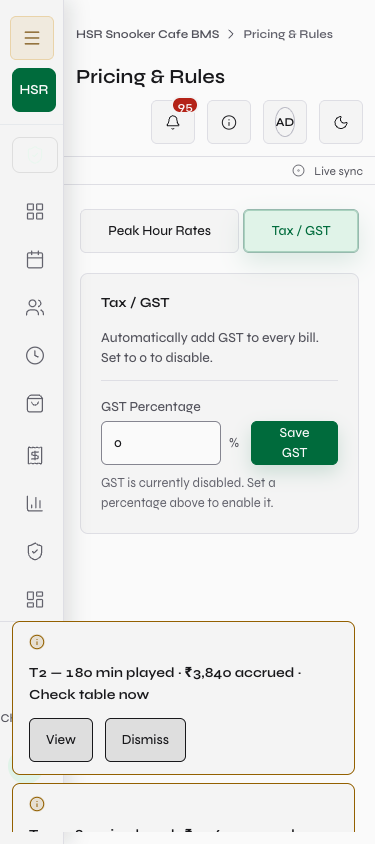 HSR Snooker Cafe BMS > Pricing & Rules
HSR
Pricing & Rules
95
AD
Live sync
Peak Hour Rates
Tax / GST
Tax / GST
Automatically add GST to every bill.
Set to 0 to disable.
GST Percentage
0
%
Save
GST
GST is currently disabled. Set a
percentage above to enable it.
T2 — 180 min played · ₹3,840 accrued ·
Check table now
View
Dismiss